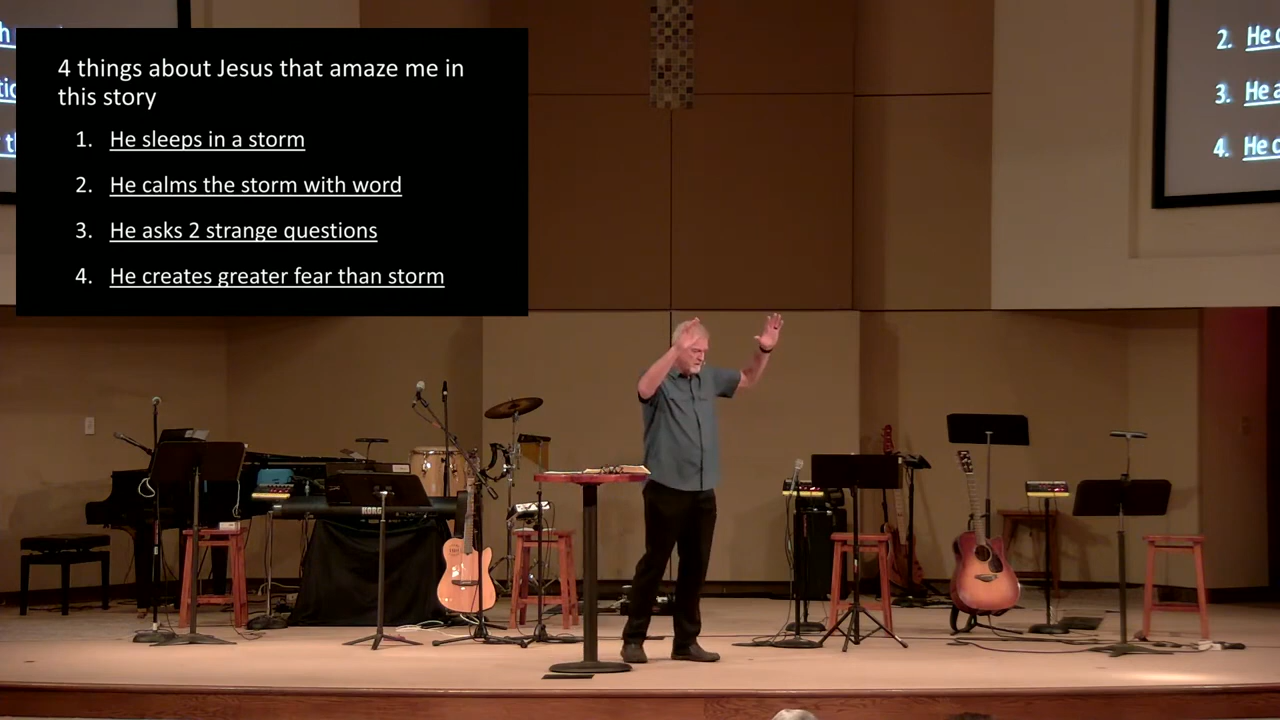 4 things about Jesus that amaze me in
this story
1. He sleeps in a storm
2. He calms the storm with word
3. He asks 2 strange questions
4. He creates greater fear than storm
2. He
3. He
4. He
KORG